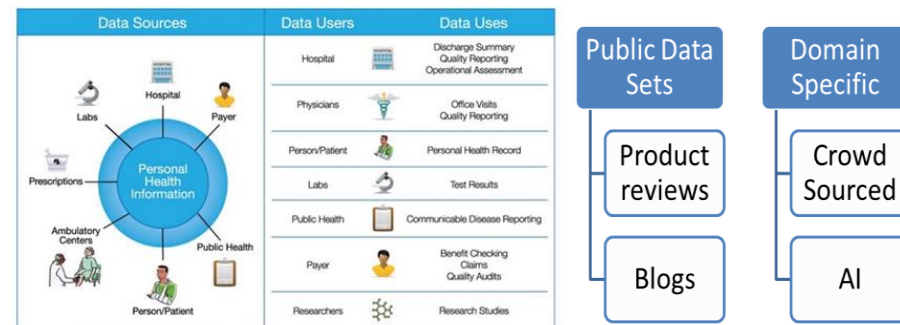 Data Sources
Hospital
Labs
Payer
Prescriptions
Personal
Health
Information
Ambulatory
Centers
Public Health
Person/Patient
Data Users
Data Uses
Hospital
Discharge Summary
Quality Reporting
Operational Assessment
Physicians
Office Visits
Quality Reporting
Person/Patient
Personal Health Record
Labs
Test Results
Public Health
Communicable Disease Reporting
Payer
Benefit Checking
Claims
Quality Audits
Researchers
Research Studies
Public Data
Sets
Product
reviews
Blogs
Domain
Specific
Crowd
Sourced
AI